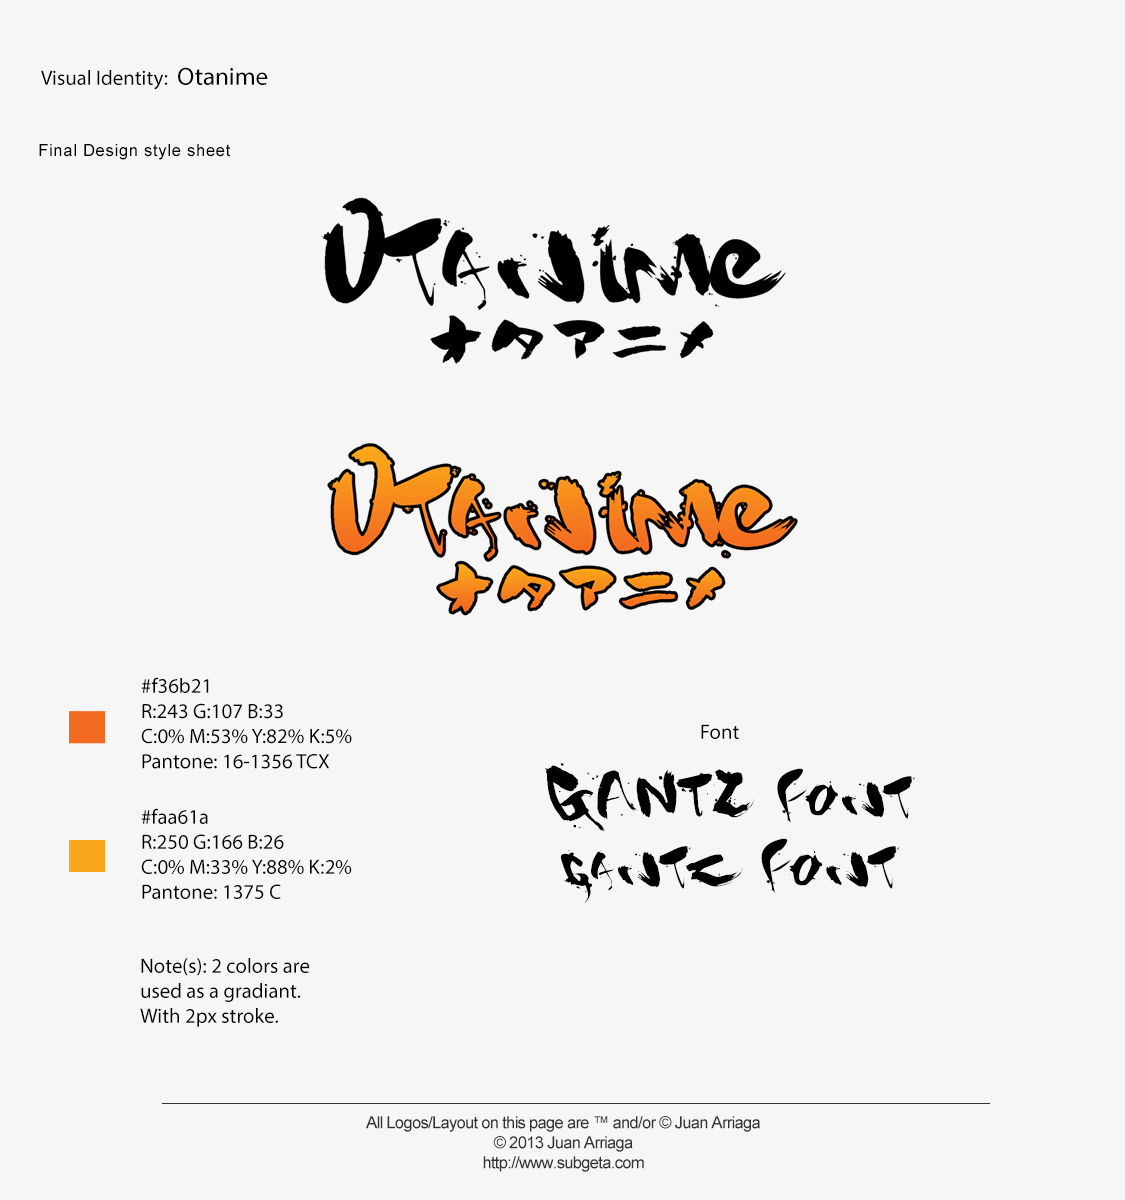 Visual Identity: Otanime
Final Design style sheet
OTANiMe
オタアニメ
OTANiMe
オタアニメ
#f36b21
R:243 G:107 B:33
C:0% M:53% Y:82% K:5%
Pantone: 16-1356 TCX
#faa61a
R:250 G:166 B:26
C:0% M:33% Y:88% K:2%
Pantone: 1375 C
Note(s): 2 colors are
used as a gradiant.
With 2px stroke.
Font
GANTZ FONT
GANTZ FONT
All Logos/Layout on this page are ™ and/or © Juan Arriaga
© 2013 Juan Arriaga
http://www.subgeta.com